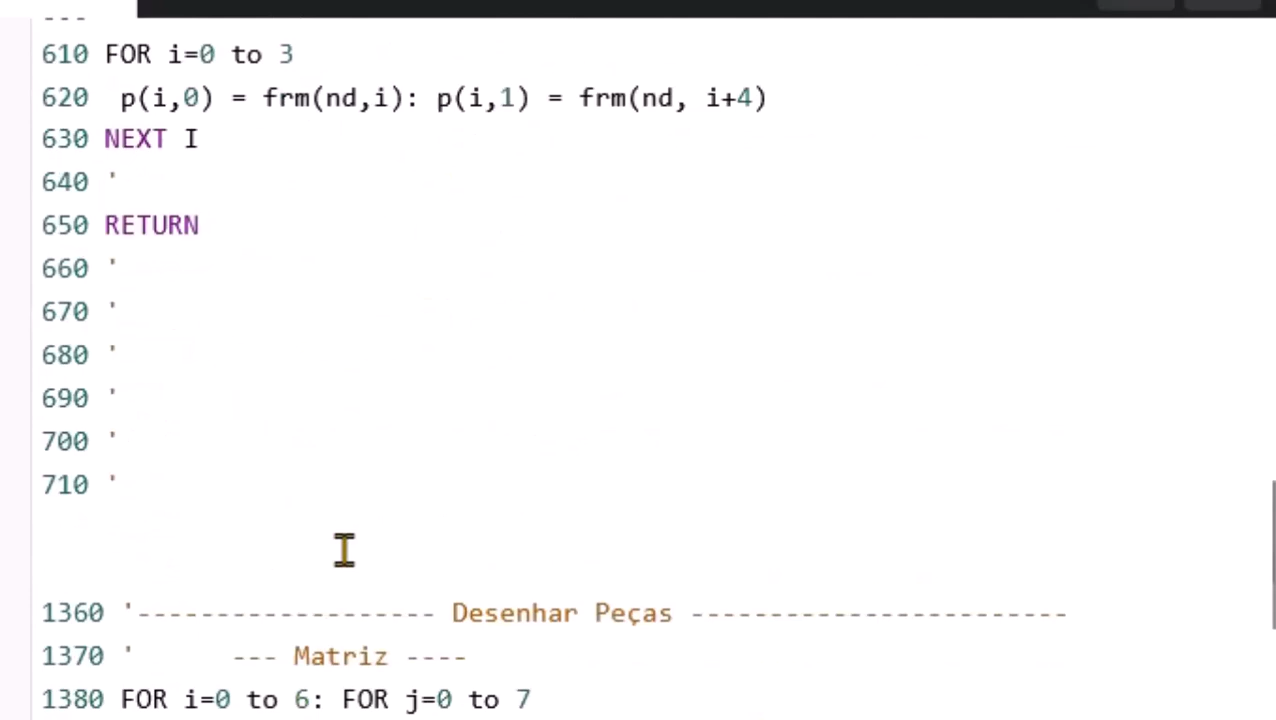 610 FOR i=0 to 3
620  p(i,0) = frm(nd,i): p(i,1) = frm(nd, i+4)
630 NEXT I
640 '
650 RETURN
660 '
670 '
680 '
690 '
700 '
710 '
1360 '------------------- Desenhar Peças ------------------------
1370 '      --- Matriz ----
1380 FOR i=0 to 6: FOR j=0 to 7